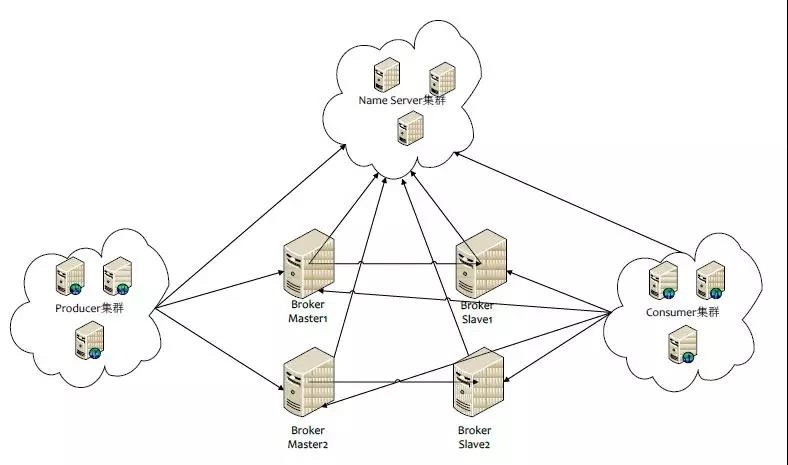 Name Server集群
Producer集群
Broker
Master1
Broker
Slave1
Consumer集群
Broker
Master2
Broker
Slave2